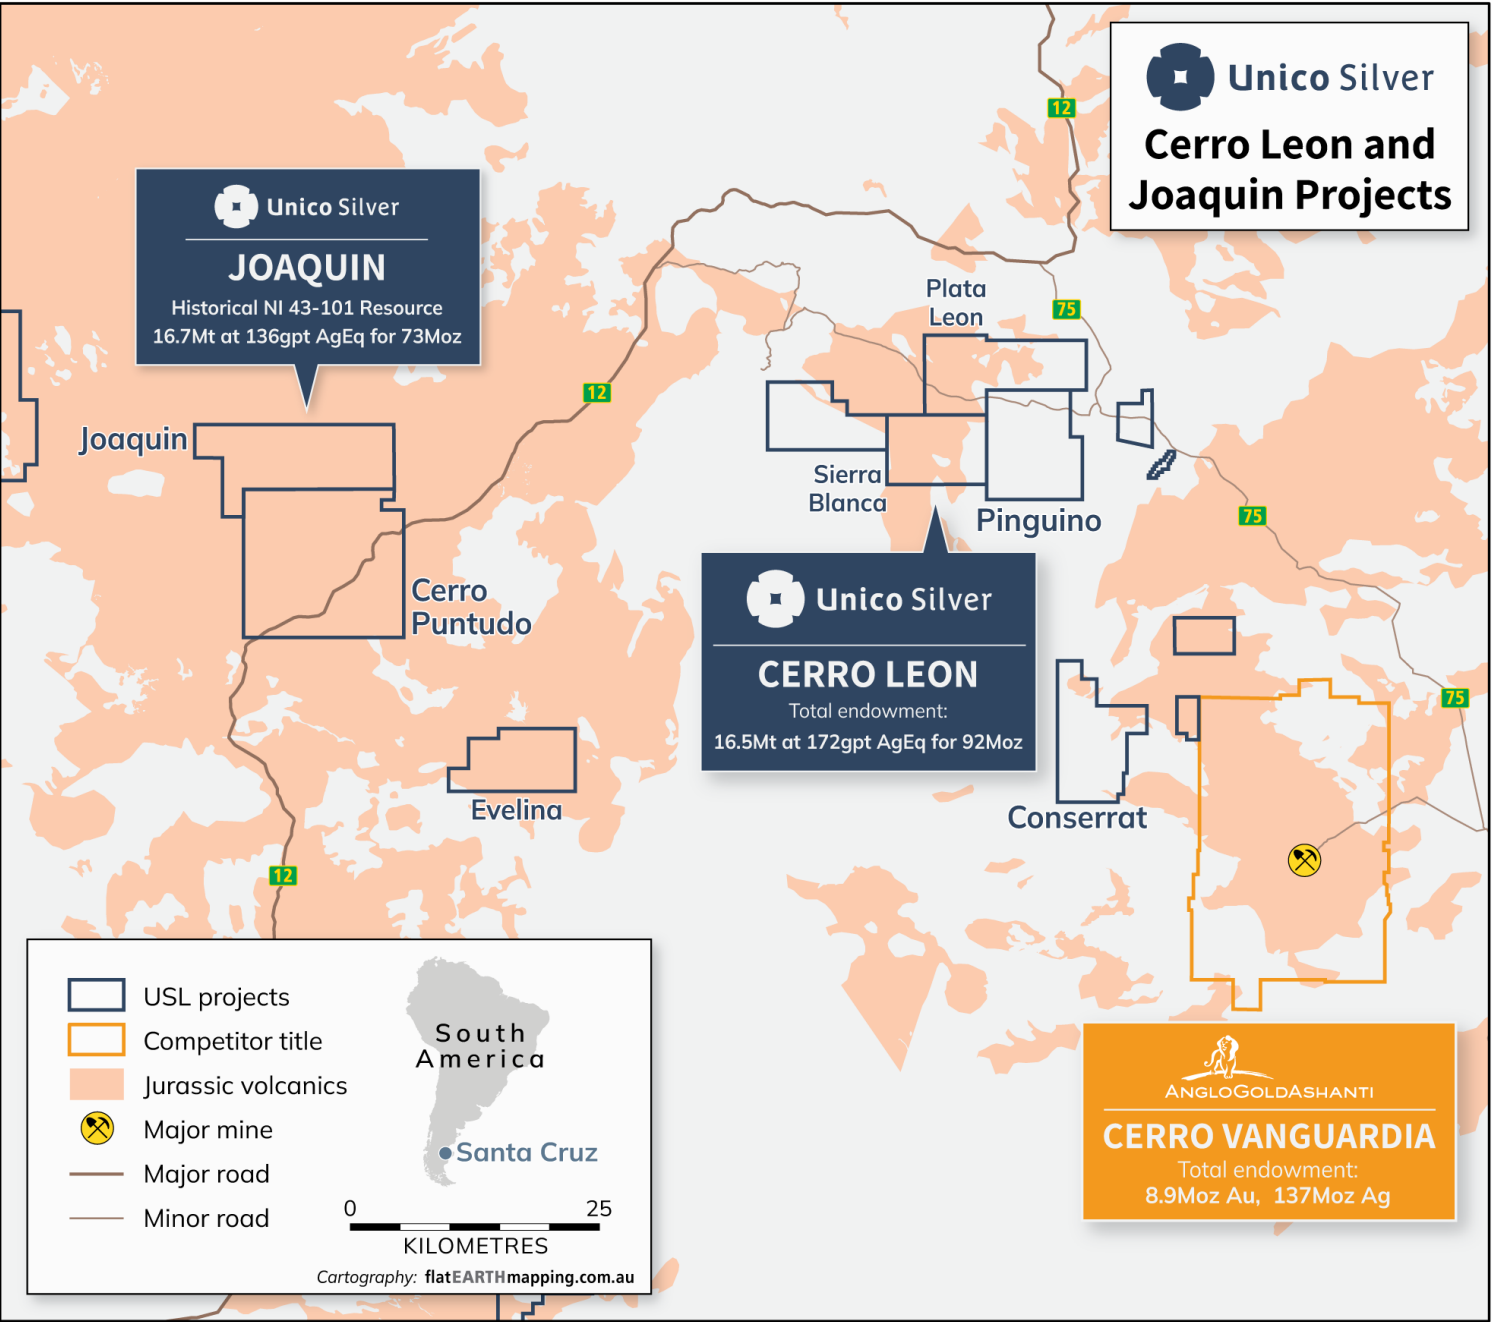 Unico Silver
Cerro Leon and
Joaquin Projects
12
Unico Silver
JOAQUIN
Historical NI 43-101 Resource
16.7Mt at 136gpt AgEq for 73Moz
Plata
Leon
75
12
Joaquin
Sierra
Blanca
Pinguino
75
Cerro
Puntudo
Unico Silver
CERRO LEON
Total endowment:
16.5Mt at 172gpt AgEq for 92Moz
75
Evelina
Conserrat
12
USL projects
Competitor title
Jurassic volcanics
Major mine
Major road
Minor road
South
America
Santa Cruz
0 25
KILOMETRES
Cartography: flatEARTHmapping.com.au
ANGLOGOLDASHANTI
CERRO VANGUARDIA
Total endowment:
8.9Moz Au, 137Moz Ag